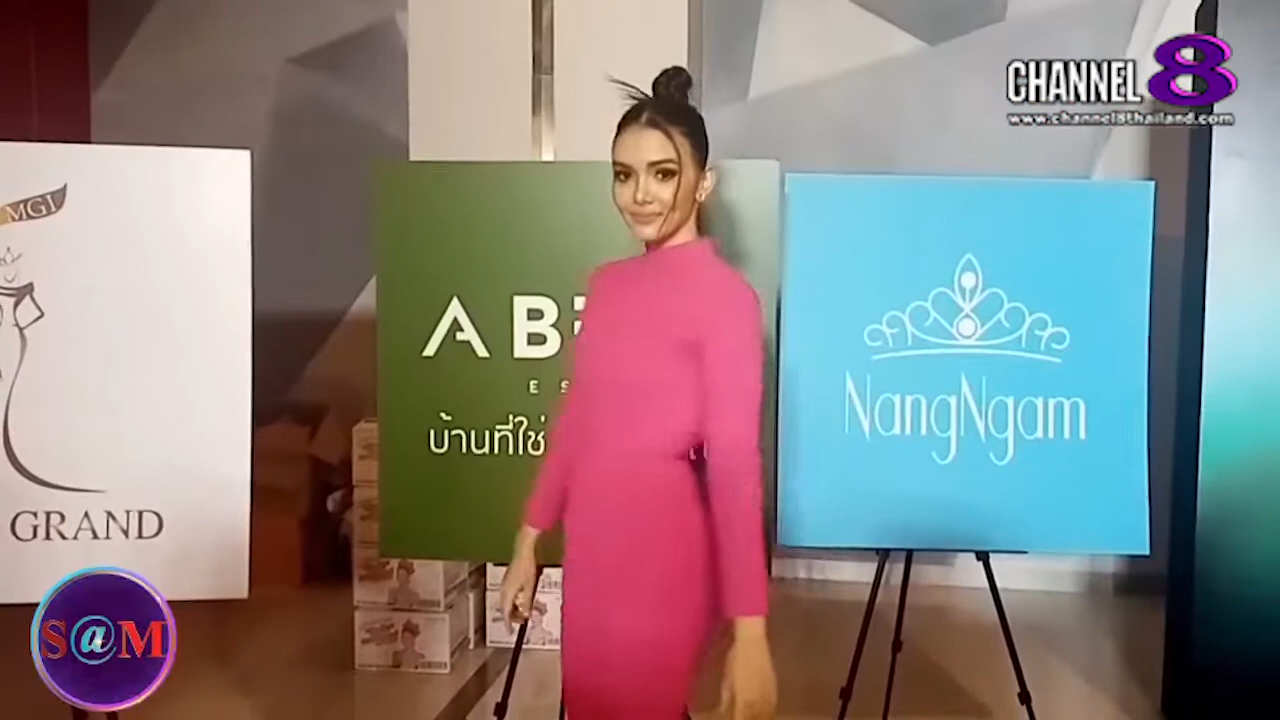 CHANNEL 8
www.channel8thailand.com
MGI
GRAND
AB
บ้านที่ใช่
NangNgam
S@M